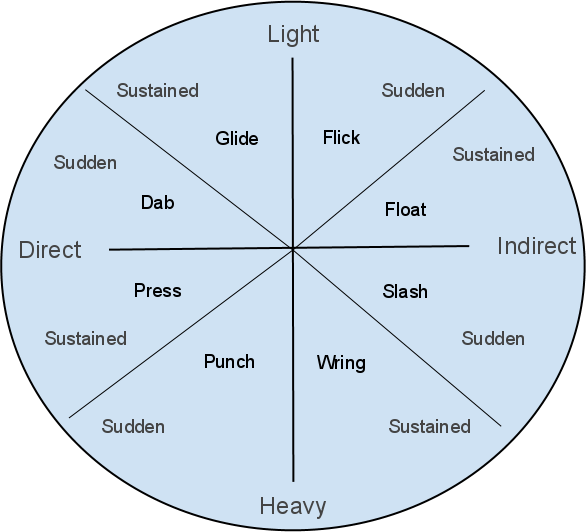 Light
Sustained
Sudden
Glide
Flick
Sudden
Sustained
Dab
Float
Direct
Indirect
Press
Slash
Sustained
Sudden
Punch
Wring
Sudden
Sustained
Heavy